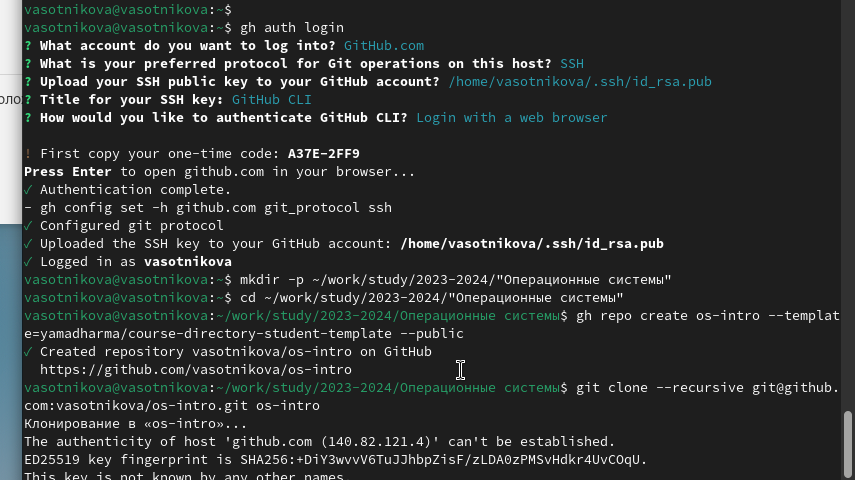 vasotnikova@vasotnikova:~$
vasotnikova@vasotnikova:~$ gh auth login
? What account do you want to log into? GitHub.com
? What is your preferred protocol for Git operations on this host? SSH
? Upload your SSH public key to your GitHub account? /home/vasotnikova/.ssh/id_rsa.pub
? Title for your SSH key: GitHub CLI
? How would you like to authenticate GitHub CLI? Login with a web browser
! First copy your one-time code: A37E-2FF9
Press Enter to open github.com in your browser...
✓ Authentication complete.
- gh config set -h github.com git_protocol ssh
✓ Configured git protocol
✓ Uploaded the SSH key to your GitHub account: /home/vasotnikova/.ssh/id_rsa.pub
✓ Logged in as vasotnikova
vasotnikova@vasotnikova:~$ mkdir -p ~/work/study/2023-2024/"Операционные системы"
vasotnikova@vasotnikova:~$ cd ~/work/study/2023-2024/"Операционные системы"
vasotnikova@vasotnikova:~/work/study/2023-2024/Операционные системы$ gh repo create os-intro --templat
e=yamadharma/course-directory-student-template --public
✓ Created repository vasotnikova/os-intro on GitHub
https://github.com/vasotnikova/os-intro
vasotnikova@vasotnikova:~/work/study/2023-2024/Операционные системы$ git clone --recursive git@github.
com:vasotnikova/os-intro.git os-intro
Клонирование в «os-intro»...
The authenticity of host 'github.com (140.82.121.4)' can't be established.
ED25519 key fingerprint is SHA256:+DiY3wvvV6TuJJhbpZisF/zLDA0zPMSvHdkr4UvCOqU.
This key is not known by any other names